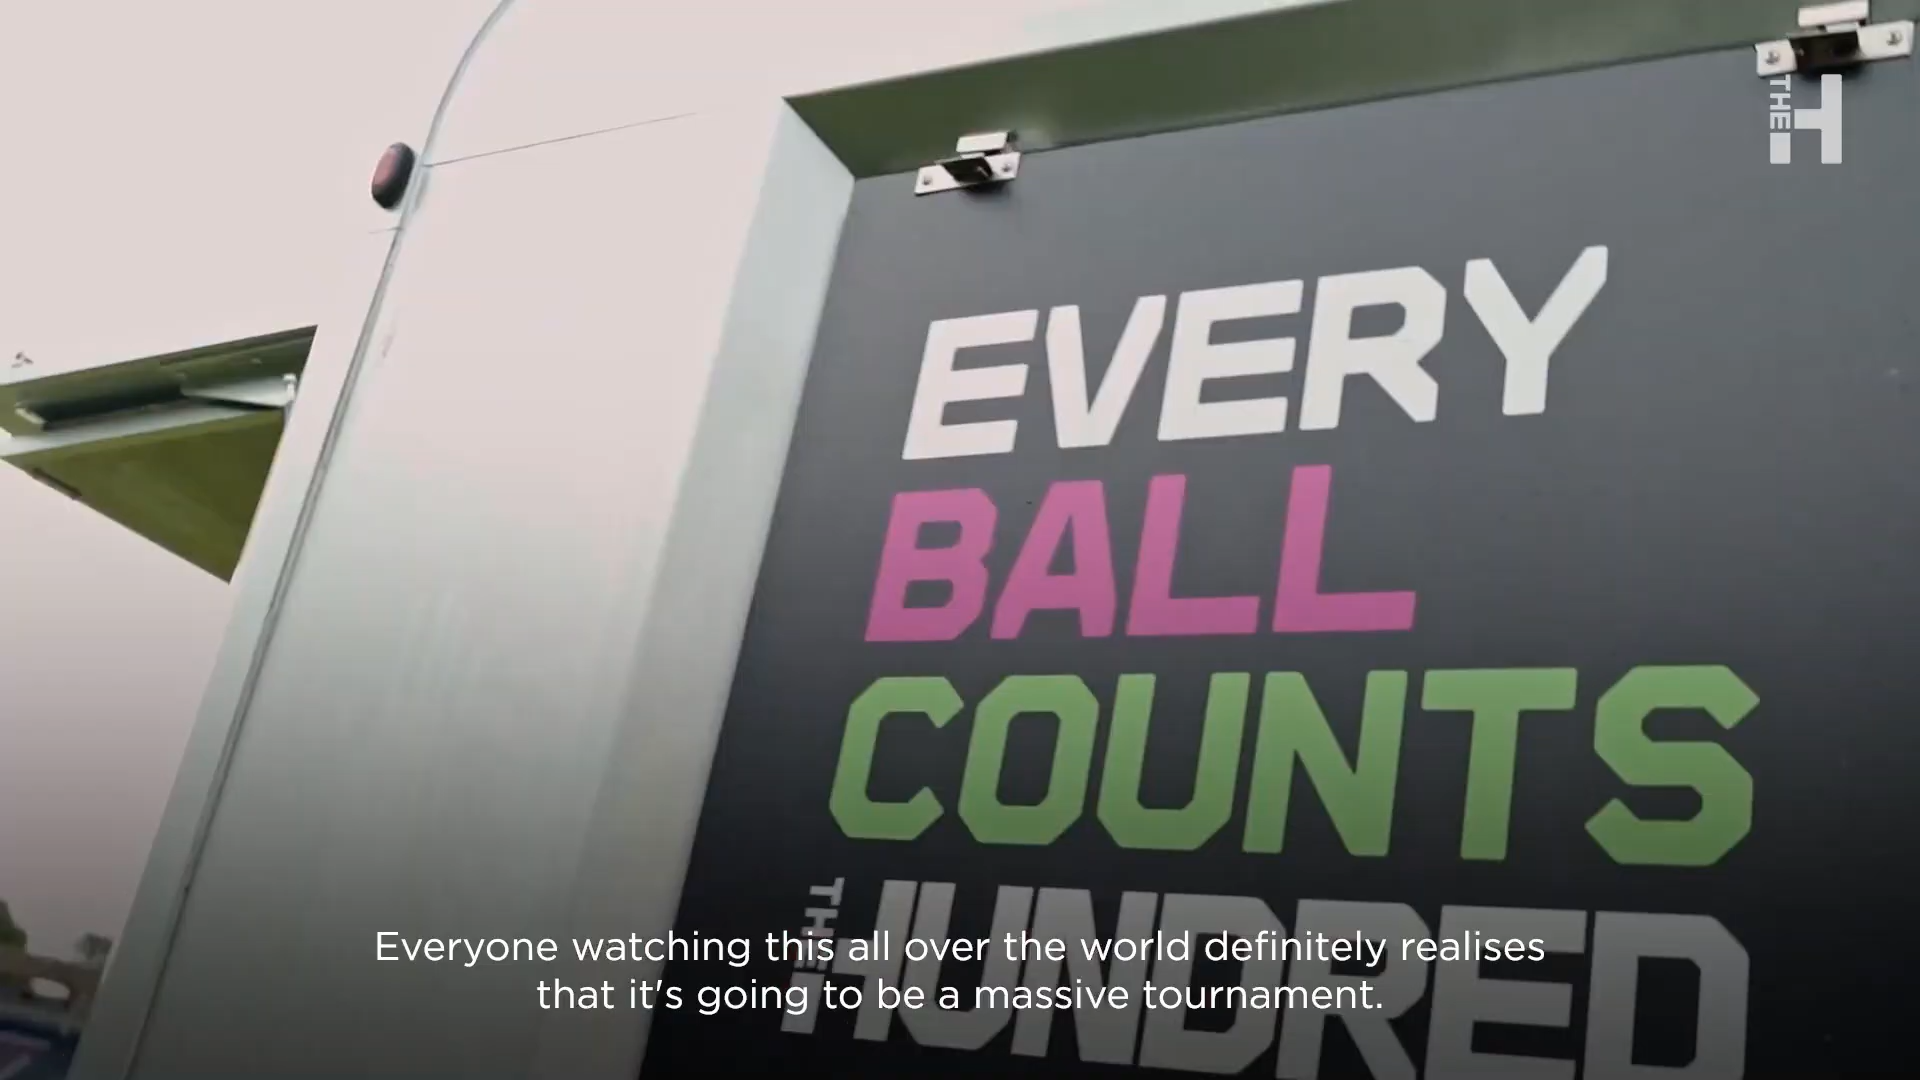 THE H
EVERY
BALL
COUNTS
THE HUNDRED
Everyone watching this all over the world definitely realises
that it's going to be a massive tournament.